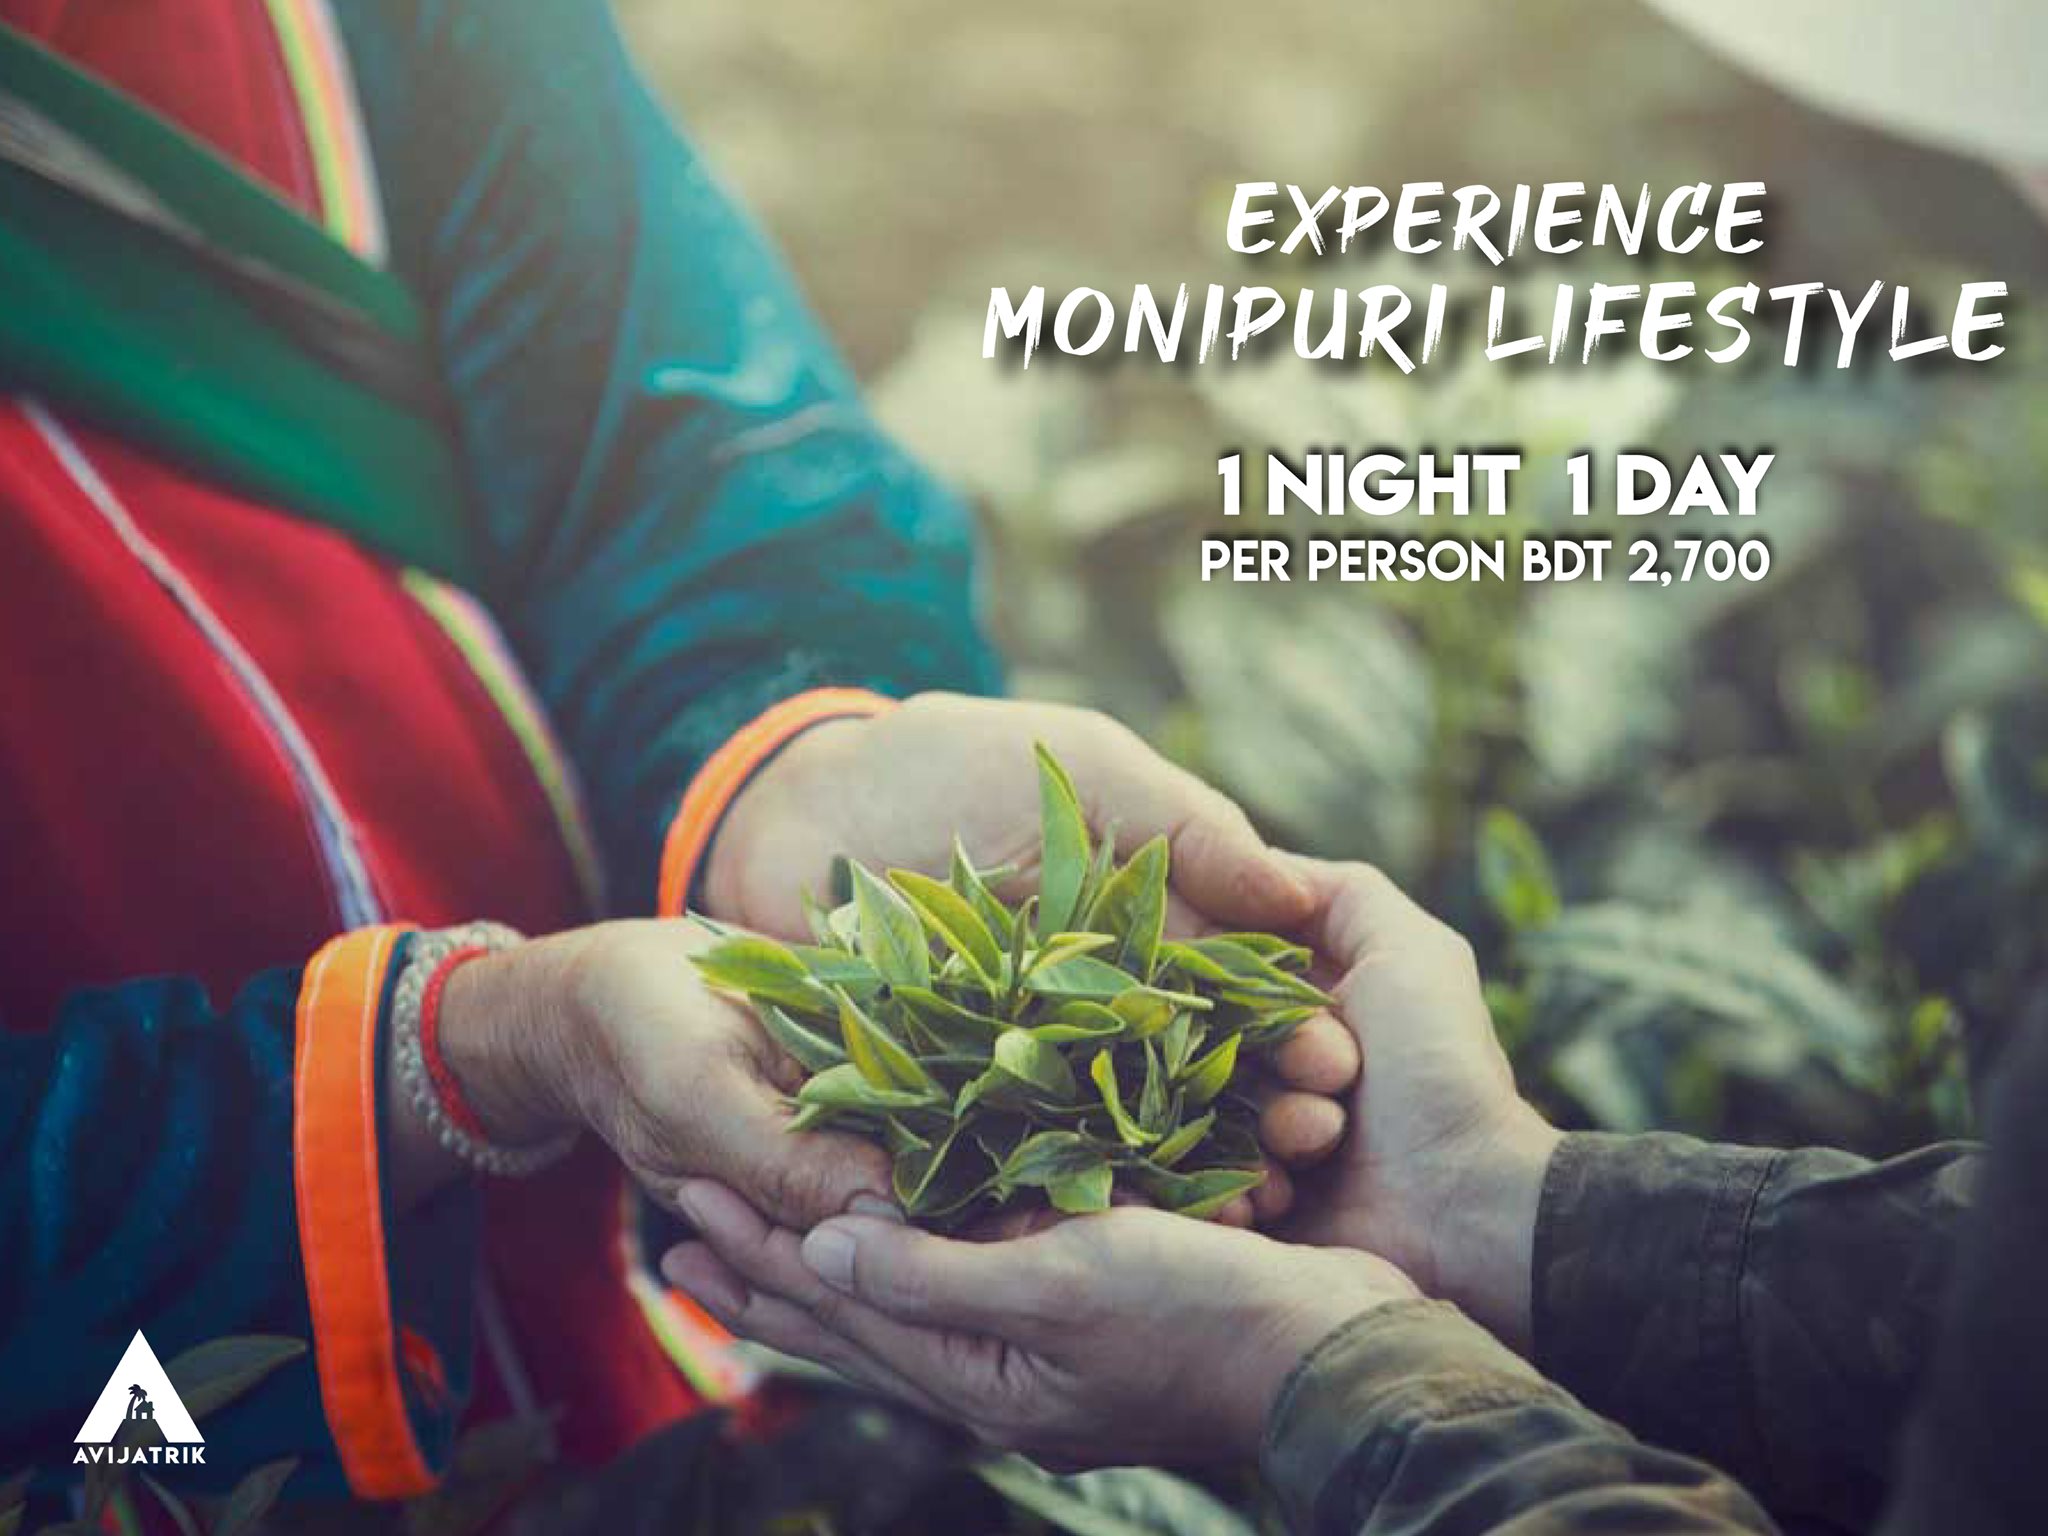 EXPERIENCE
MONIPURI LIFESTYLE
1 NIGHT 1 DAY
PER PERSON BDT 2,700
AVIJATRIK